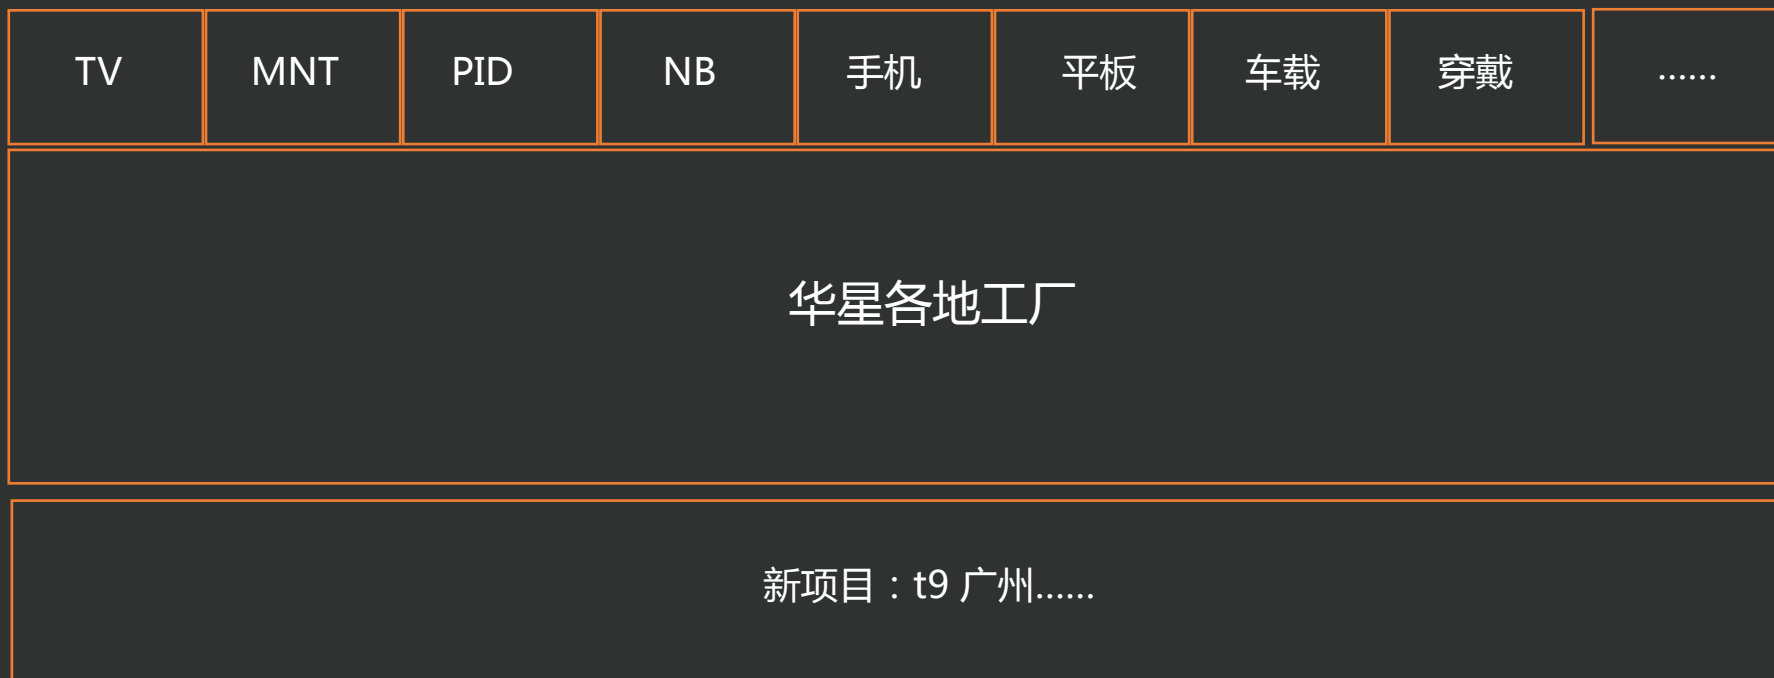 TV MNT PID NB 手机 平板 车载 穿戴 ......
华星各地工厂
新项目：t9 广州......